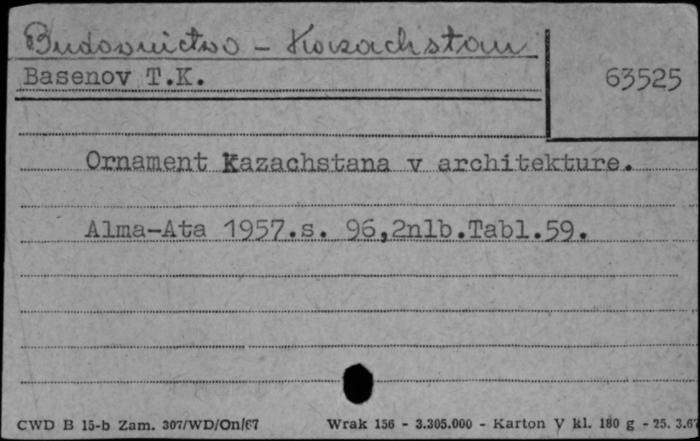 Budownictwo - Kazachstan
Basenov T.K.
63525
Ornament Kazachstana v architekture.
Alma-Ata 1957.s. 96,2nlb.Tabl.59.
CWD B 15-b Zam. 307/WD/On/67 Wrak 156 - 3.305.000 - Karton V kl. 180 g - 25. 3.6